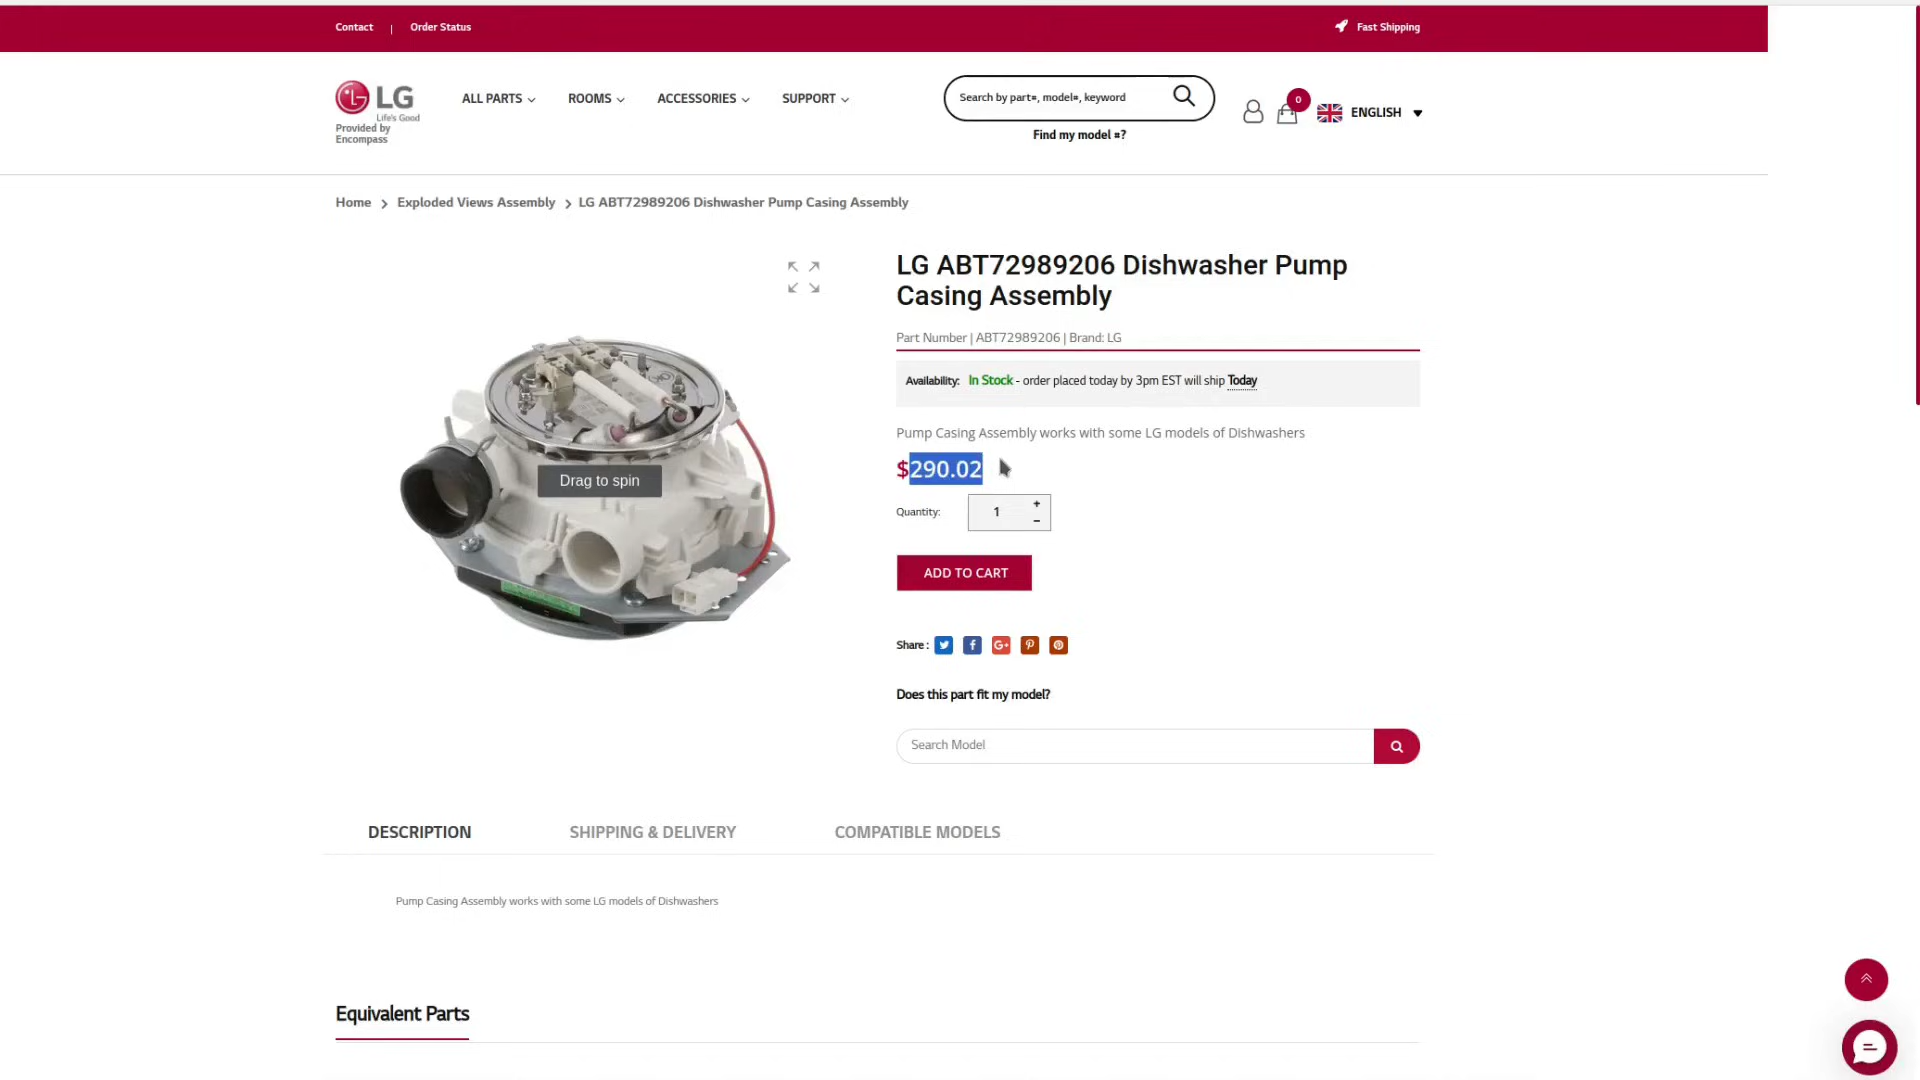 Contact | Order Status
Fast Shipping
LG
Life's Good
Provided by
Encompass
ALL PARTS
ROOMS
ACCESSORIES
SUPPORT
Search by part#, model#, keyword
Find my model #?
0
ENGLISH
Home > Exploded Views Assembly > LG ABT72989206 Dishwasher Pump Casing Assembly
LG ABT72989206 Dishwasher Pump
Casing Assembly
Part Number | ABT72989206 | Brand: LG
Availability: In Stock - order placed today by 3pm EST will ship Today
Pump Casing Assembly works with some LG models of Dishwashers
$290.02
Quantity: 1 + −
Drag to spin
ADD TO CART
Share :
Does this part fit my model?
Search Model
DESCRIPTION
SHIPPING & DELIVERY
COMPATIBLE MODELS
Pump Casing Assembly works with some LG models of Dishwashers
Equivalent Parts